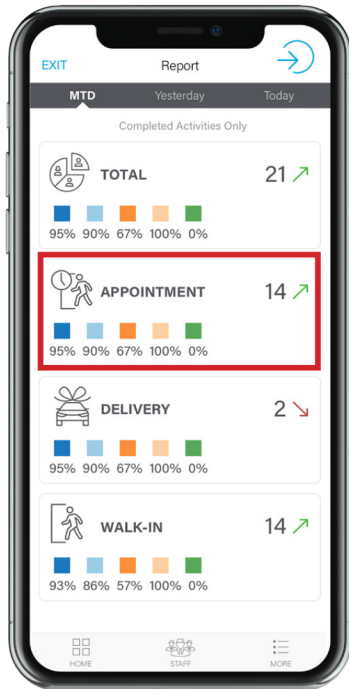 EXIT Report
MTD Yesterday Today
Completed Activities Only
TOTAL 21
95% 90% 67% 100% 0%
APPOINTMENT 14
95% 90% 67% 100% 0%
DELIVERY 2
95% 90% 67% 100% 0%
WALK-IN 14
93% 86% 57% 100% 0%
HOME STAFF MORE